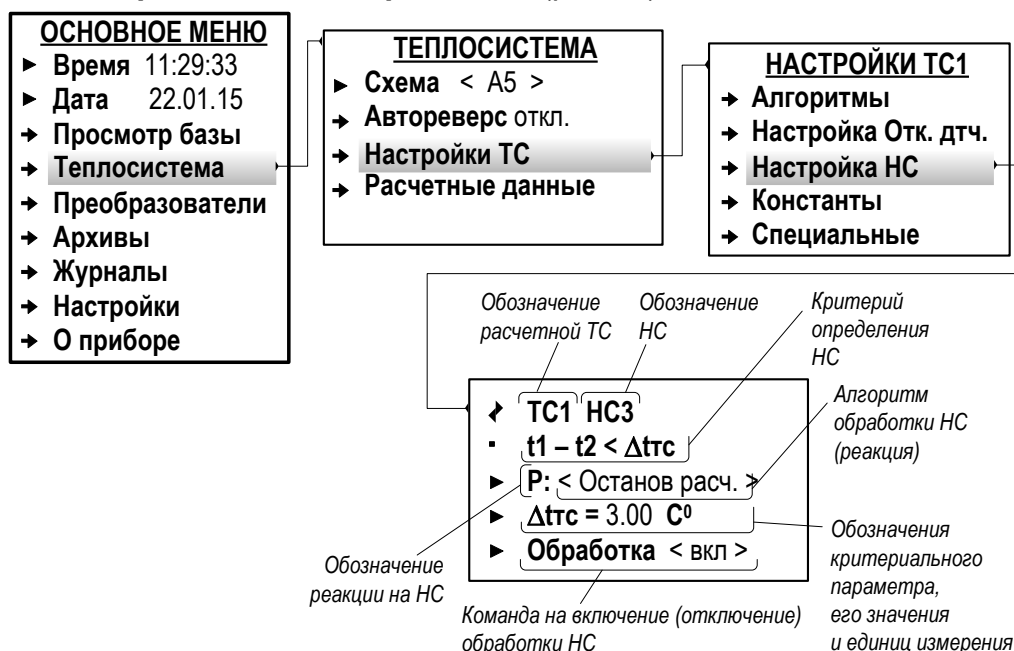 ОСНОВНОЕ МЕНЮ
Время 11:29:33
Дата 22.01.15
Просмотр базы
Теплосистема
Преобразователи
Архивы
Журналы
Настройки
О приборе
ТЕПЛОСИСТЕМА
Схема < А5 >
Автореверс откл.
Настройки ТС
Расчетные данные
НАСТРОЙКИ ТС1
Алгоритмы
Настройка Отк. дтч.
Настройка НС
Константы
Специальные
Обозначение
расчетной ТС
Обозначение
НС
Критерий
определения
НС
ТС1 НС3
t1 – t2 < Δtтс
Р: < Останов расч. >
Δtтс = 3.00 С⁰
Обработка < вкл >
Алгоритм
обработки НС
(реакция)
Обозначения
критериального
параметра,
его значения
и единиц измерения
Обозначение
реакции на НС
Команда на включение (отключение)
обработки НС